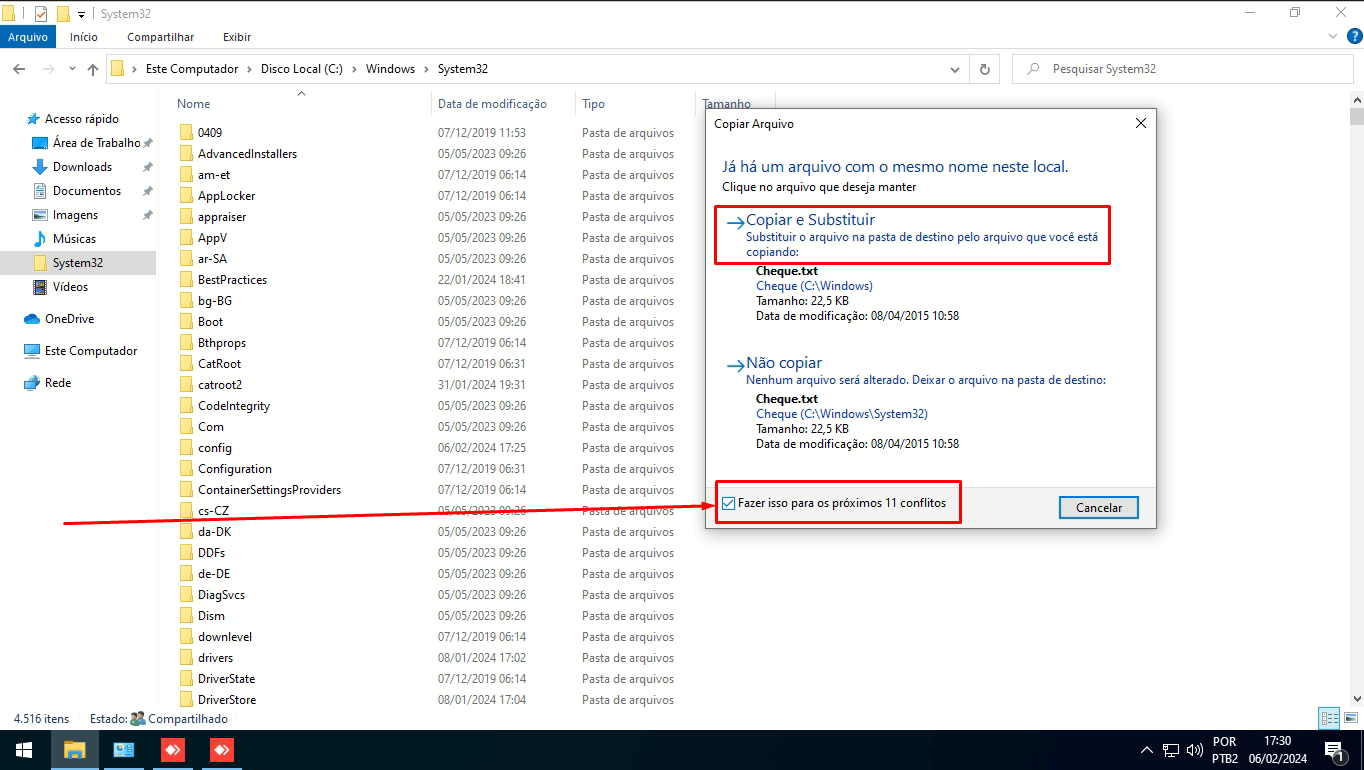 System32
Arquivo
Início
Compartilhar
Exibir
Este Computador
Disco Local (C:)
Windows
System32
Pesquisar System32
Nome
Data de modificação
Tipo
Tamanho
Acesso rápido
Área de Trabalho
Downloads
Documentos
Imagens
Músicas
System32
Vídeos
OneDrive
Este Computador
Rede
0409 07/12/2019 11:53 Pasta de arquivos
AdvancedInstallers 05/05/2023 09:26 Pasta de arquivos
am-et 07/12/2019 06:14 Pasta de arquivos
AppLocker 07/12/2019 06:14 Pasta de arquivos
appraiser 05/05/2023 09:26 Pasta de arquivos
AppV 05/05/2023 09:26 Pasta de arquivos
ar-SA 05/05/2023 09:26 Pasta de arquivos
BestPractices 22/01/2024 18:41 Pasta de arquivos
bg-BG 05/05/2023 09:26 Pasta de arquivos
Boot 05/05/2023 09:26 Pasta de arquivos
Bthprops 07/12/2019 06:14 Pasta de arquivos
CatRoot 07/12/2019 06:31 Pasta de arquivos
catroot2 31/01/2024 19:31 Pasta de arquivos
CodeIntegrity 05/05/2023 09:26 Pasta de arquivos
Com 05/05/2023 09:26 Pasta de arquivos
config 06/02/2024 17:25 Pasta de arquivos
Configuration 07/12/2019 06:31 Pasta de arquivos
ContainerSettingsProviders 07/12/2019 06:14 Pasta de arquivos
cs-CZ 05/05/2023 09:26 Pasta de arquivos
da-DK 05/05/2023 09:26 Pasta de arquivos
DDFs 05/05/2023 09:26 Pasta de arquivos
de-DE 05/05/2023 09:26 Pasta de arquivos
DiagSvcs 05/05/2023 09:26 Pasta de arquivos
Dism 05/05/2023 09:26 Pasta de arquivos
downlevel 07/12/2019 06:14 Pasta de arquivos
drivers 08/01/2024 17:02 Pasta de arquivos
DriverState 07/12/2019 06:14 Pasta de arquivos
DriverStore 08/01/2024 17:04 Pasta de arquivos
Copiar Arquivo
Já há um arquivo com o mesmo nome neste local.
Clique no arquivo que deseja manter
Copiar e Substituir
Substituir o arquivo na pasta de destino pelo arquivo que você está
copiando:
Cheque.txt
Cheque (C:\Windows)
Tamanho: 22,5 KB
Data de modificação: 08/04/2015 10:58
Não copiar
Nenhum arquivo será alterado. Deixar o arquivo na pasta de destino:
Cheque.txt
Cheque (C:\Windows\System32)
Tamanho: 22,5 KB
Data de modificação: 08/04/2015 10:58
Fazer isso para os próximos 11 conflitos
Cancelar
4.516 itens
Estado: Compartilhado
POR
PTB2
17:30
06/02/2024
1